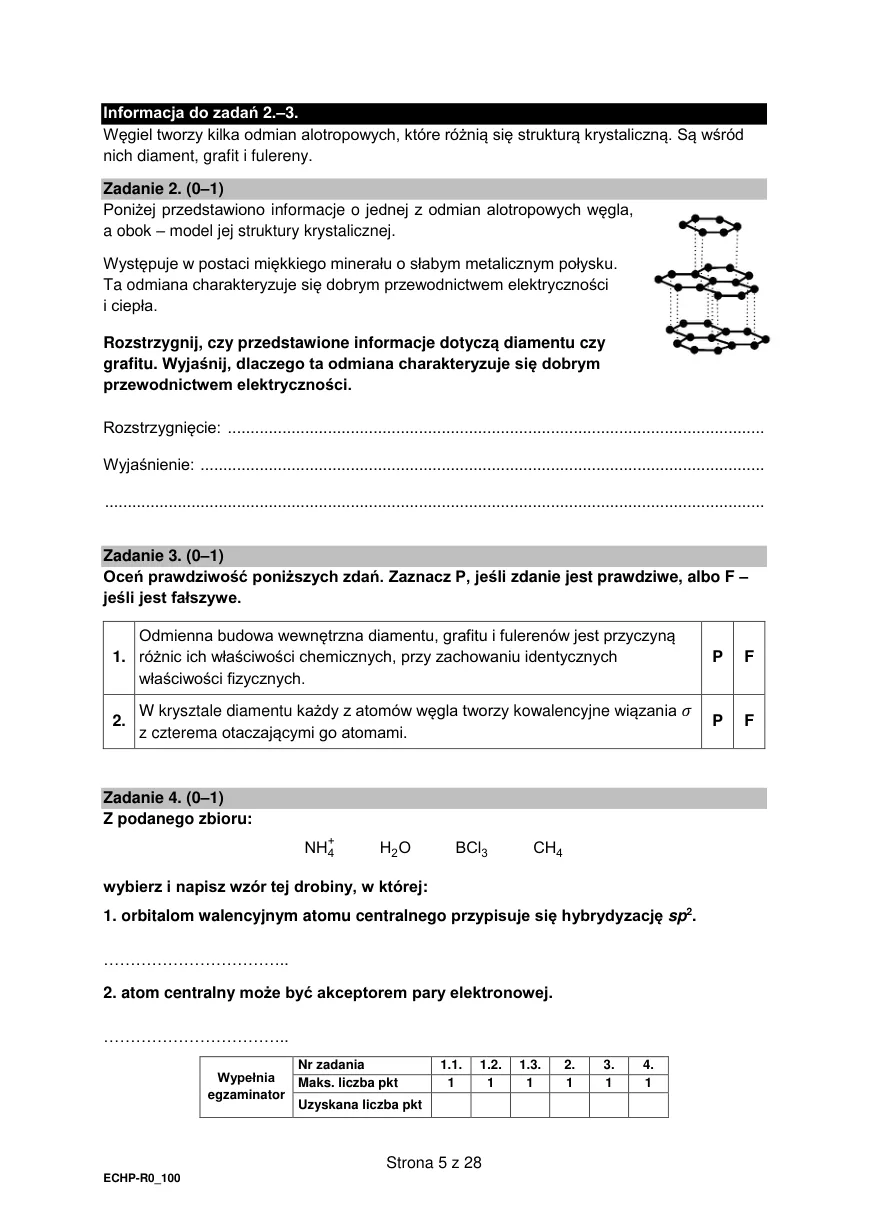 Informacja do zadań 2.–3.
Węgiel tworzy kilka odmian alotropowych, które różnią się strukturą krystaliczną. Są wśród
nich diament, grafit i fulereny.
Zadanie 2. (0–1)
Poniżej przedstawiono informacje o jednej z odmian alotropowych węgla,
a obok – model jej struktury krystalicznej.
Występuje w postaci miękkiego minerału o słabym metalicznym połysku.
Ta odmiana charakteryzuje się dobrym przewodnictwem elektryczności
i ciepła.
Rozstrzygnij, czy przedstawione informacje dotyczą diamentu czy
grafitu. Wyjaśnij, dlaczego ta odmiana charakteryzuje się dobrym
przewodnictwem elektryczności.
Rozstrzygnięcie: ......................................................................................................................
Wyjaśnienie: ............................................................................................................................
.................................................................................................................................................
Zadanie 3. (0–1)
Oceń prawdziwość poniższych zdań. Zaznacz P, jeśli zdanie jest prawdziwe, albo F –
jeśli jest fałszywe.
1. Odmienna budowa wewnętrzna diamentu, grafitu i fulerenów jest przyczyną
różnic ich właściwości chemicznych, przy zachowaniu identycznych
właściwości fizycznych. P F
2. W krysztale diamentu każdy z atomów węgla tworzy kowalencyjne wiązania σ
z czterema otaczającymi go atomami. P F
Zadanie 4. (0–1)
Z podanego zbioru:
NH₄⁺ H₂O BCl₃ CH₄
wybierz i napisz wzór tej drobiny, w której:
1. orbitalom walencyjnym atomu centralnego przypisuje się hybrydyzację sp².
……………………………..
2. atom centralny może być akceptorem pary elektronowej.
……………………………..
Wypełnia
egzaminator
Nr zadania 1.1. 1.2. 1.3. 2. 3. 4.
Maks. liczba pkt 1 1 1 1 1 1
Uzyskana liczba pkt
Strona 5 z 28
ECHP-R0_100